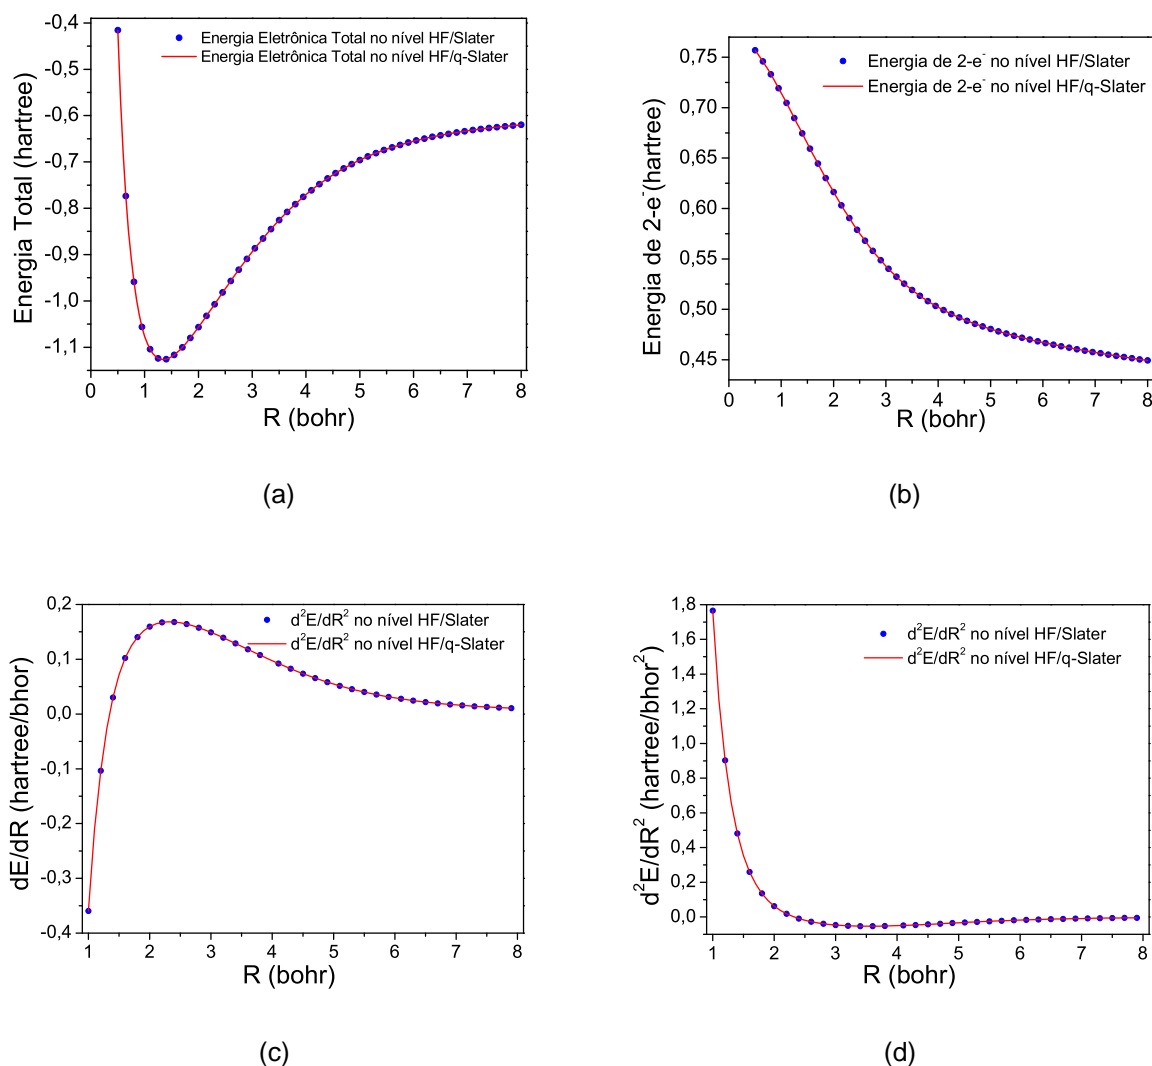 Energia Eletrônica Total no nível HF/Slater
Energia Eletrônica Total no nível HF/q-Slater
Energia Total (hartree)
-0,4
-0,5
-0,6
-0,7
-0,8
-0,9
-1,0
-1,1
0 1 2 3 4 5 6 7 8
R (bohr)
(a)
Energia de 2-e⁻ no nível HF/Slater
Energia de 2-e⁻ no nível HF/q-Slater
Energia de 2-e⁻(hartree)
0,75
0,70
0,65
0,60
0,55
0,50
0,45
0 1 2 3 4 5 6 7 8
R (bohr)
(b)
d²E/dR² no nível HF/Slater
d²E/dR² no nível HF/q-Slater
dE/dR (hartree/bhor)
0,2
0,1
0,0
-0,1
-0,2
-0,3
-0,4
1 2 3 4 5 6 7 8
R (bohr)
(c)
d²E/dR² no nível HF/Slater
d²E/dR² no nível HF/q-Slater
d²E/dR² (hartree/bhor²)
1,8
1,6
1,4
1,2
1,0
0,8
0,6
0,4
0,2
0,0
1 2 3 4 5 6 7 8
R (bohr)
(d)